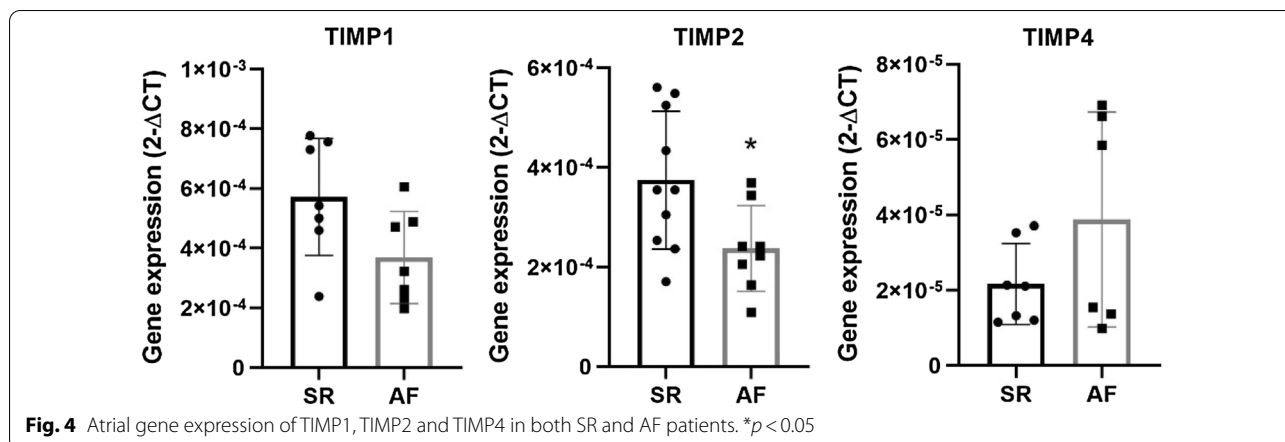 TIMP1
TIMP2
TIMP4
Gene expression (2-ΔCT)
1×10⁻³
8×10⁻⁴
6×10⁻⁴
4×10⁻⁴
2×10⁻⁴
0
SR
AF
Gene expression (2-ΔCT)
6×10⁻⁴
4×10⁻⁴
2×10⁻⁴
0
*
SR
AF
Gene expression (2-ΔCT)
8×10⁻⁵
6×10⁻⁵
4×10⁻⁵
2×10⁻⁵
0
SR
AF
Fig. 4 Atrial gene expression of TIMP1, TIMP2 and TIMP4 in both SR and AF patients. *p < 0.05